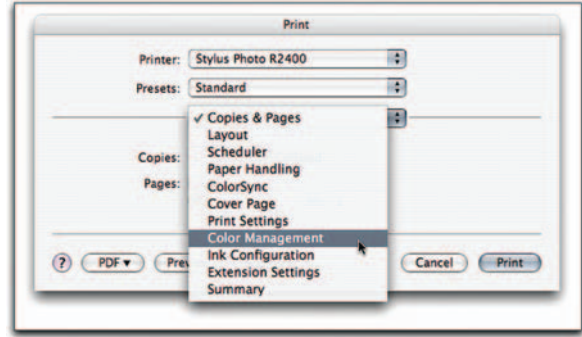 Print
Printer: Stylus Photo R2400
Presets: Standard
✓ Copies & Pages
Layout
Scheduler
Copies:
Paper Handling
Pages:
ColorSync
Cover Page
Print Settings
Color Management
Ink Configuration
? PDF▼ Prev Cancel Print
Extension Settings
Summary